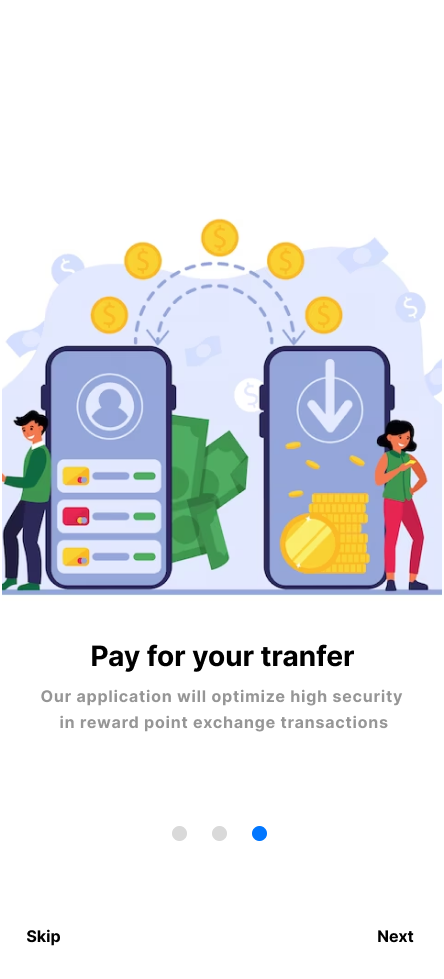 Pay for your tranfer
Our application will optimize high security
in reward point exchange transactions
Skip
Next